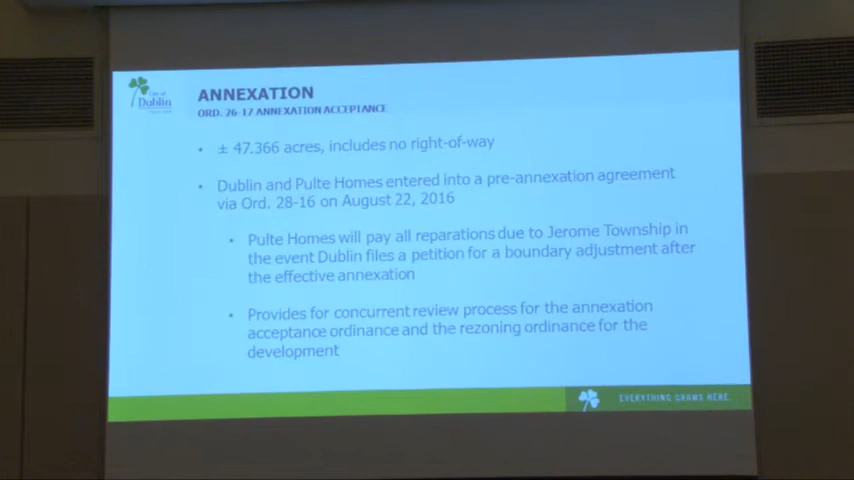 City of
Dublin
ANNEXATION
ORD. 26-17 ANNEXATION ACCEPTANCE
• ± 47.366 acres, includes no right-of-way
• Dublin and Pulte Homes entered into a pre-annexation agreement
via Ord. 28-16 on August 22, 2016
• Pulte Homes will pay all reparations due to Jerome Township in
the event Dublin files a petition for a boundary adjustment after
the effective annexation
• Provides for concurrent review process for the annexation
acceptance ordinance and the rezoning ordinance for the
development
EVERYTHING GROWS HERE.